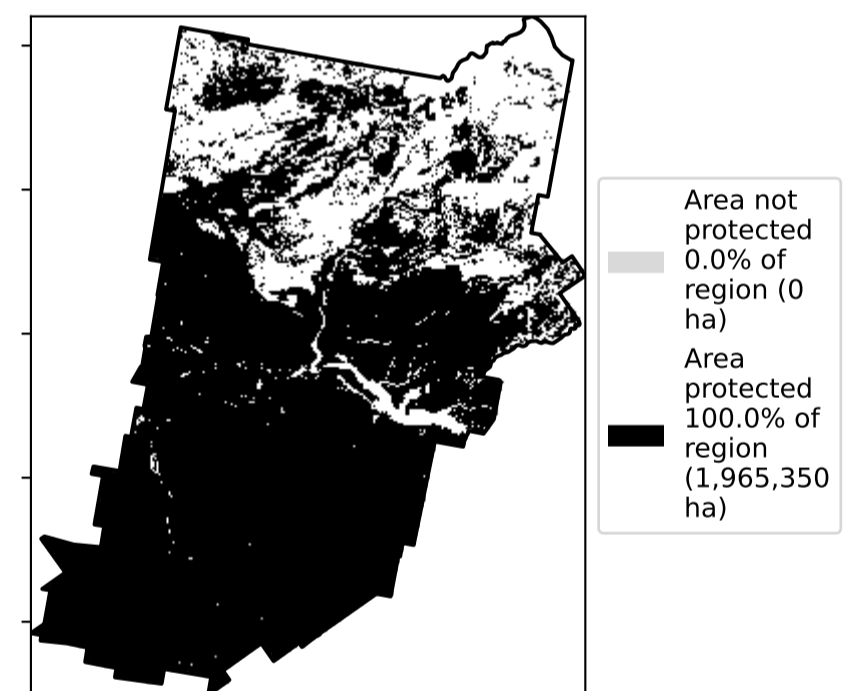 Area not
protected
0.0% of
region (0
ha)
Area
protected
100.0% of
region
(1,965,350
ha)